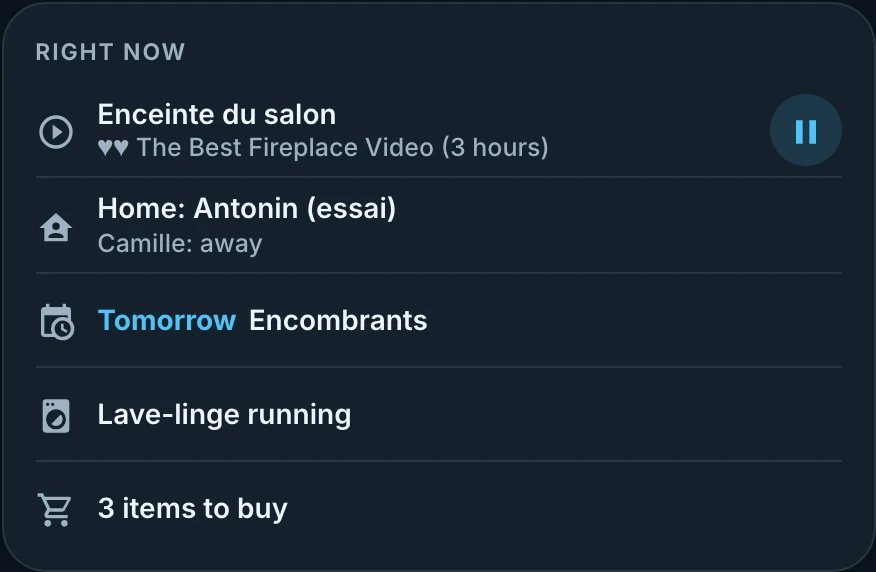 RIGHT NOW
Enceinte du salon
♥♥ The Best Fireplace Video (3 hours)
Home: Antonin (essai)
Camille: away
Tomorrow Encombrants
Lave-linge running
3 items to buy